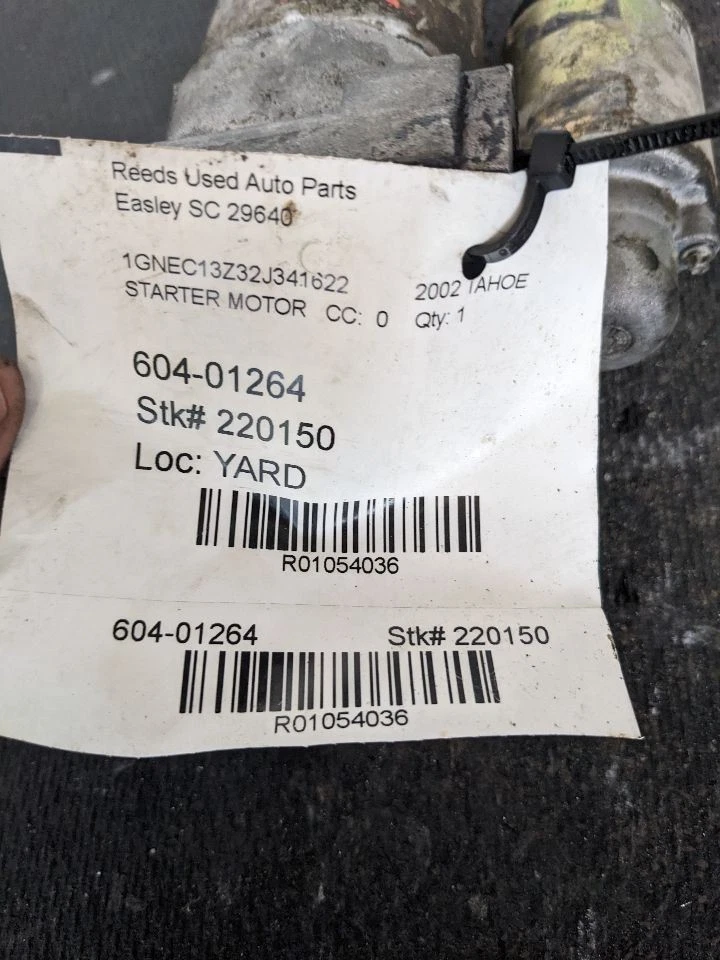 Reeds Used Auto Parts
Easley SC 29640
1GNEC13Z32J341622 2002 TAHOE
STARTER MOTOR CC: 0 Qty: 1
604-01264
Stk# 220150
Loc: YARD
R01054036
604-01264 Stk# 220150
R01054036